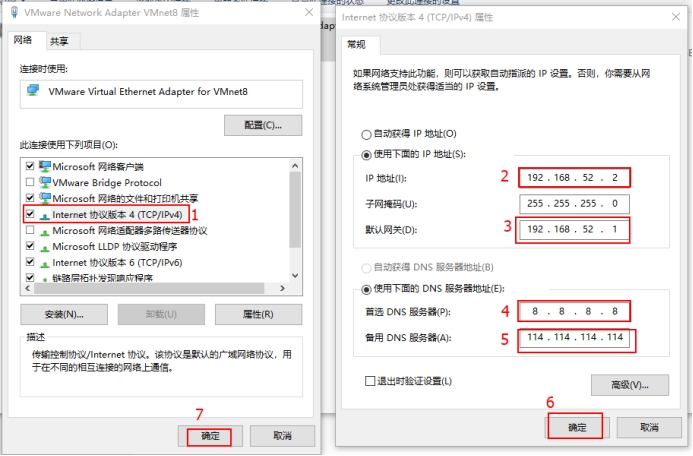 连接的状态
更改此连接的设置
VMware Network Adapter VMnet8 属性
网络
共享
连接时使用:
VMware Virtual Ethernet Adapter for VMnet8
配置(C)...
此连接使用下列项目(O):
Microsoft 网络客户端
VMware Bridge Protocol
Microsoft 网络的文件和打印机共享
Internet 协议版本 4 (TCP/IPv4)
1
Microsoft 网络适配器多路传送器协议
Microsoft LLDP 协议驱动程序
Internet 协议版本 6 (TCP/IPv6)
链路层拓扑发现响应程序
安装(N)...
卸载(U)
属性(R)
描述
传输控制协议/Internet 协议。该协议是默认的广域网络协议，用
于在不同的相互连接的网络上通信。
7
确定
取消
Internet 协议版本 4 (TCP/IPv4) 属性
常规
如果网络支持此功能，则可以获取自动指派的 IP 设置。否则，你需要从网
络系统管理员处获得适当的 IP 设置。
自动获得 IP 地址(O)
使用下面的 IP 地址(S):
IP 地址(I):
2
192 . 168 . 52 . 2
子网掩码(U):
255 . 255 . 255 . 0
默认网关(D):
3
192 . 168 . 52 . 1
自动获得 DNS 服务器地址(B)
使用下面的 DNS 服务器地址(E):
首选 DNS 服务器(P):
4
8 . 8 . 8 . 8
备用 DNS 服务器(A):
5
114 . 114 . 114 . 114
退出时验证设置(L)
高级(V)...
6
确定
取消